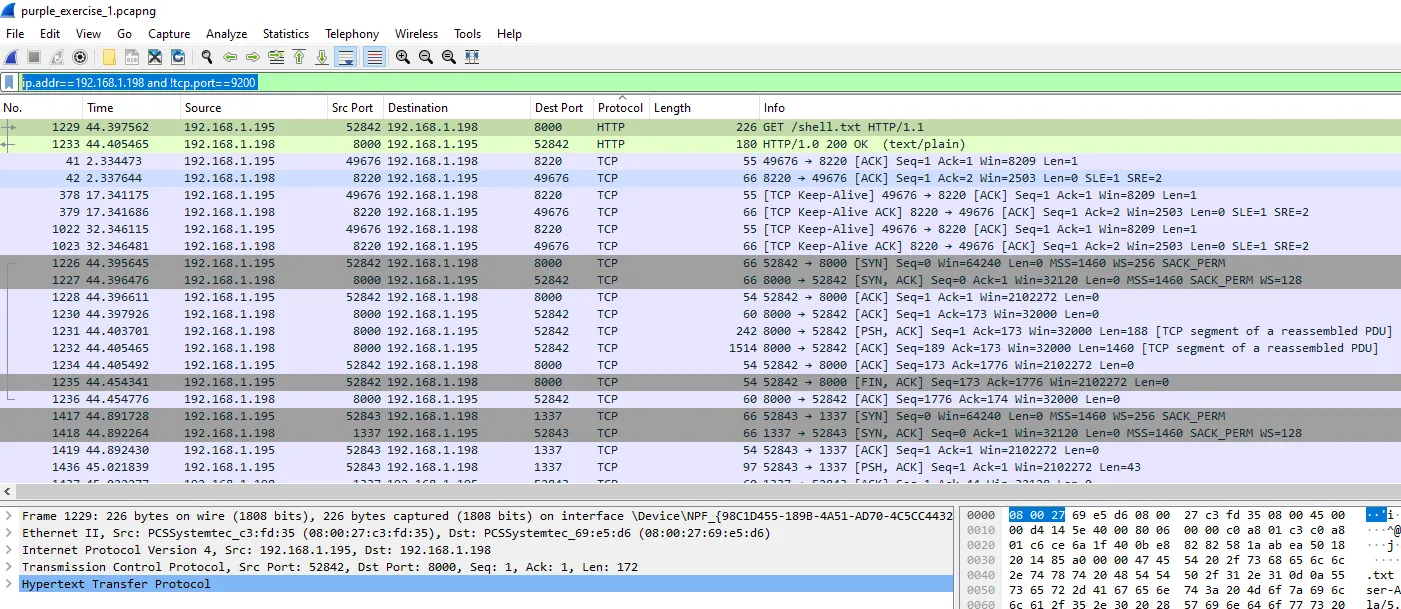 purple_exercise_1.pcapng
File Edit View Go Capture Analyze Statistics Telephony Wireless Tools Help
ip.addr==192.168.1.198 and !tcp.port==9200
No. Time Source Src Port Destination Dest Port Protocol Length Info
1229 44.397562 192.168.1.195 52842 192.168.1.198 8000 HTTP 226 GET /shell.txt HTTP/1.1
1233 44.405465 192.168.1.198 8000 192.168.1.195 52842 HTTP 180 HTTP/1.0 200 OK (text/plain)
41 2.334473 192.168.1.195 49676 192.168.1.198 8220 TCP 55 49676 → 8220 [ACK] Seq=1 Ack=1 Win=8209 Len=1
42 2.337644 192.168.1.198 8220 192.168.1.195 49676 TCP 66 8220 → 49676 [ACK] Seq=1 Ack=2 Win=2503 Len=0 SLE=1 SRE=2
378 17.341175 192.168.1.195 49676 192.168.1.198 8220 TCP 55 [TCP Keep-Alive] 49676 → 8220 [ACK] Seq=1 Ack=1 Win=8209 Len=1
379 17.341686 192.168.1.198 8220 192.168.1.195 49676 TCP 66 [TCP Keep-Alive ACK] 8220 → 49676 [ACK] Seq=1 Ack=2 Win=2503 Len=0 SLE=1 SRE=2
1022 32.346115 192.168.1.195 49676 192.168.1.198 8220 TCP 55 [TCP Keep-Alive] 49676 → 8220 [ACK] Seq=1 Ack=1 Win=8209 Len=1
1023 32.346481 192.168.1.198 8220 192.168.1.195 49676 TCP 66 [TCP Keep-Alive ACK] 8220 → 49676 [ACK] Seq=1 Ack=2 Win=2503 Len=0 SLE=1 SRE=2
1226 44.395645 192.168.1.195 52842 192.168.1.198 8000 TCP 66 52842 → 8000 [SYN] Seq=0 Win=64240 Len=0 MSS=1460 WS=256 SACK_PERM
1227 44.396476 192.168.1.198 8000 192.168.1.195 52842 TCP 66 8000 → 52842 [SYN, ACK] Seq=0 Ack=1 Win=32120 Len=0 MSS=1460 SACK_PERM WS=128
1228 44.396611 192.168.1.195 52842 192.168.1.198 8000 TCP 54 52842 → 8000 [ACK] Seq=1 Ack=1 Win=2102272 Len=0
1230 44.397926 192.168.1.198 8000 192.168.1.195 52842 TCP 60 8000 → 52842 [ACK] Seq=1 Ack=173 Win=32000 Len=0
1231 44.403701 192.168.1.198 8000 192.168.1.195 52842 TCP 242 8000 → 52842 [PSH, ACK] Seq=1 Ack=173 Win=32000 Len=188 [TCP segment of a reassembled PDU]
1232 44.405465 192.168.1.198 8000 192.168.1.195 52842 TCP 1514 8000 → 52842 [ACK] Seq=189 Ack=173 Win=32000 Len=1460 [TCP segment of a reassembled PDU]
1234 44.405492 192.168.1.195 52842 192.168.1.198 8000 TCP 54 52842 → 8000 [ACK] Seq=173 Ack=1776 Win=2102272 Len=0
1235 44.454341 192.168.1.195 52842 192.168.1.198 8000 TCP 54 52842 → 8000 [FIN, ACK] Seq=173 Ack=1776 Win=2102272 Len=0
1236 44.454776 192.168.1.198 8000 192.168.1.195 52842 TCP 60 8000 → 52842 [ACK] Seq=1776 Ack=174 Win=32000 Len=0
1417 44.891728 192.168.1.195 52843 192.168.1.198 1337 TCP 66 52843 → 1337 [SYN] Seq=0 Win=64240 Len=0 MSS=1460 WS=256 SACK_PERM
1418 44.892264 192.168.1.198 1337 192.168.1.195 52843 TCP 66 1337 → 52843 [SYN, ACK] Seq=0 Ack=1 Win=32120 Len=0 MSS=1460 SACK_PERM WS=128
1419 44.892430 192.168.1.195 52843 192.168.1.198 1337 TCP 54 52843 → 1337 [ACK] Seq=1 Ack=1 Win=2102272 Len=0
1436 45.021839 192.168.1.195 52843 192.168.1.198 1337 TCP 97 52843 → 1337 [PSH, ACK] Seq=1 Ack=1 Win=2102272 Len=43
Frame 1229: 226 bytes on wire (1808 bits), 226 bytes captured (1808 bits) on interface \Device\NPF_{98C1D455-189B-4A51-AD70-4C5CC4432
Ethernet II, Src: PCSSystemtec_c3:fd:35 (08:00:27:c3:fd:35), Dst: PCSSystemtec_69:e5:d6 (08:00:27:69:e5:d6)
Internet Protocol Version 4, Src: 192.168.1.195, Dst: 192.168.1.198
Transmission Control Protocol, Src Port: 52842, Dst Port: 8000, Seq: 1, Ack: 1, Len: 172
Hypertext Transfer Protocol
0000 08 00 27 69 e5 d6 08 00 27 c3 fd 35 08 00 45 00 ··'i·
0010 00 d4 14 5e 40 00 80 06 00 00 c0 a8 01 c3 c0 a8 ···^@
0020 01 c6 ce 6a 1f 40 0b e8 82 82 58 1a ab ea 50 18 ···j·
0030 20 14 85 a0 00 00 47 45 54 20 2f 73 68 65 6c 6c
0040 2e 74 78 74 20 48 54 54 50 2f 31 2e 31 0d 0a 55 .txt
0050 73 65 72 2d 41 67 65 6e 74 3a 20 4d 6f 7a 69 6c ser-A
0060 6c 61 2f 35 2e 30 20 28 57 69 6e 64 6f 77 73 20 la/5.